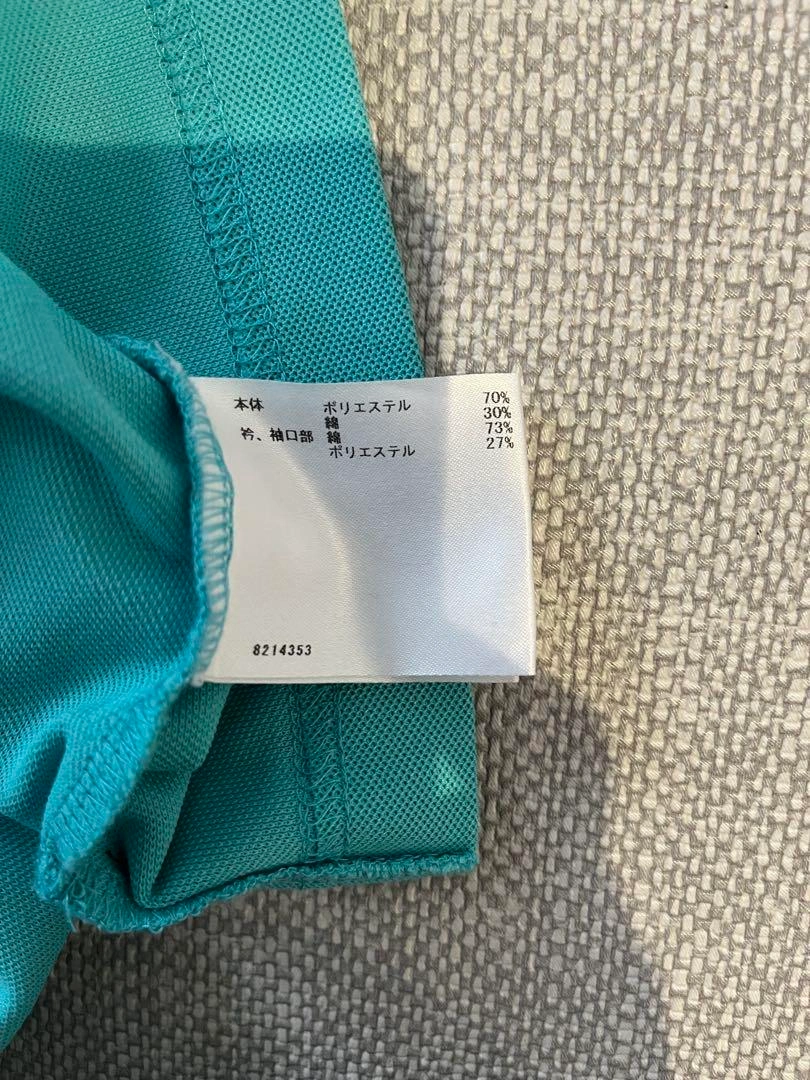 本体 ポリエステル 70%
綿 30%
衿、袖口部 綿 73%
ポリエステル 27%
8214353